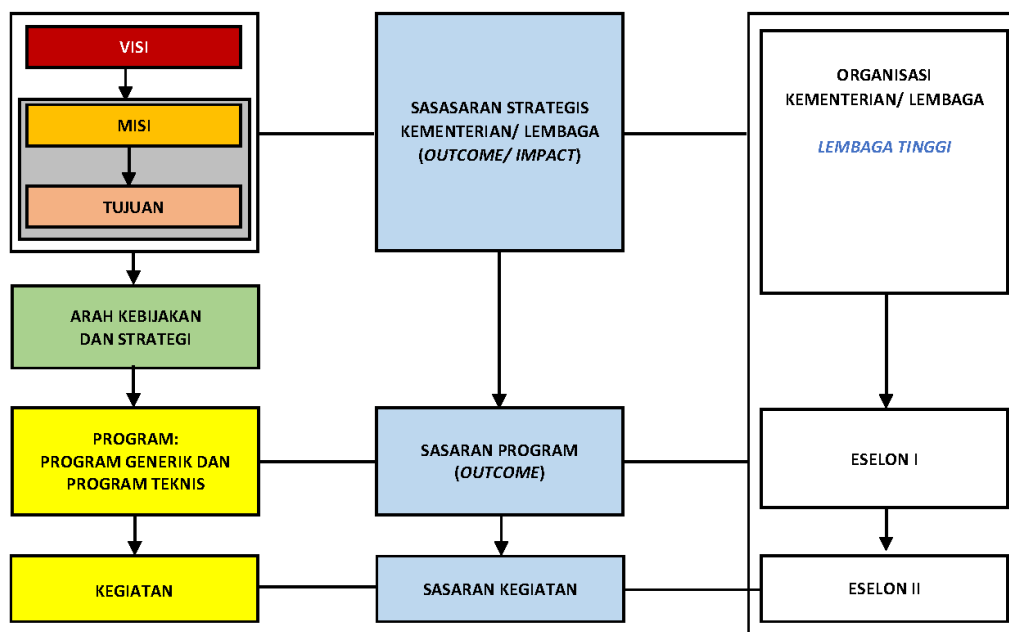 VISI
MISI
TUJUAN
ARAH KEBIJAKAN
DAN STRATEGI
PROGRAM:
PROGRAM GENERIK DAN
PROGRAM TEKNIS
KEGIATAN
SASASARAN STRATEGIS
KEMENTERIAN/ LEMBAGA
(OUTCOME/ IMPACT)
SASARAN PROGRAM
(OUTCOME)
SASARAN KEGIATAN
ORGANISASI
KEMENTERIAN/ LEMBAGA
LEMBAGA TINGGI
ESELON I
ESELON II